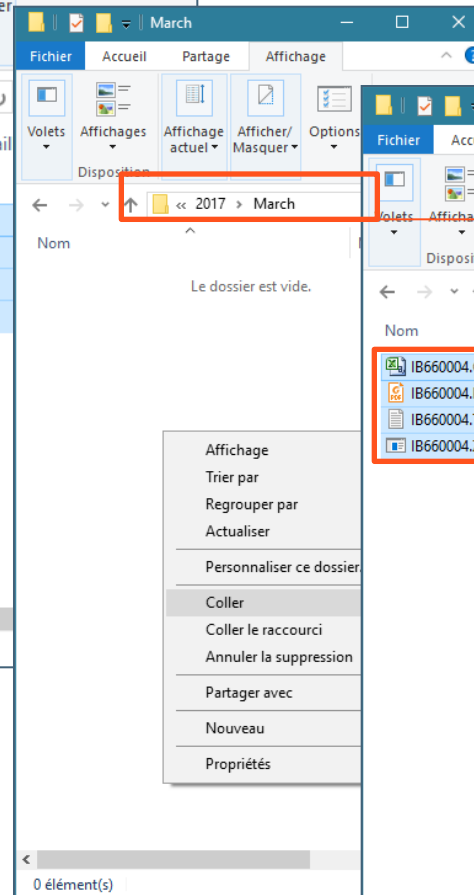 March
Fichier Accueil Partage Affichage
Volets Affichages Affichage actuel Afficher/ Masquer Options
Disposition
« 2017 > March
Nom
Le dossier est vide.
Affichage
Trier par
Regrouper par
Actualiser
Personnaliser ce dossier
Coller
Coller le raccourci
Annuler la suppression
Partager avec
Nouveau
Propriétés
0 élément(s)
Fichier
Volets
Nom
IB660004.
IB660004.
IB660004.
IB660004.